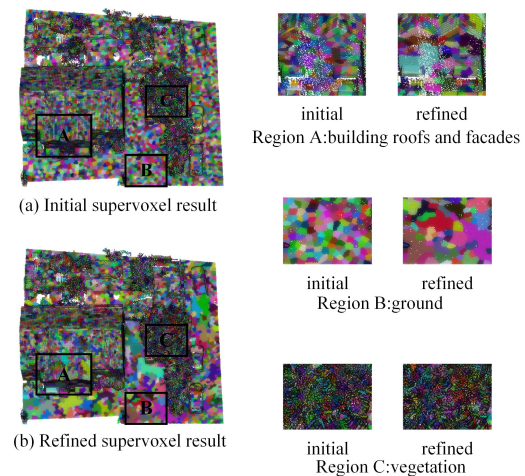 A
C
B
(a) Initial supervoxel result
A
C
B
(b) Refined supervoxel result
initial refined
Region A:building roofs and facades
initial refined
Region B:ground
initial refined
Region C:vegetation